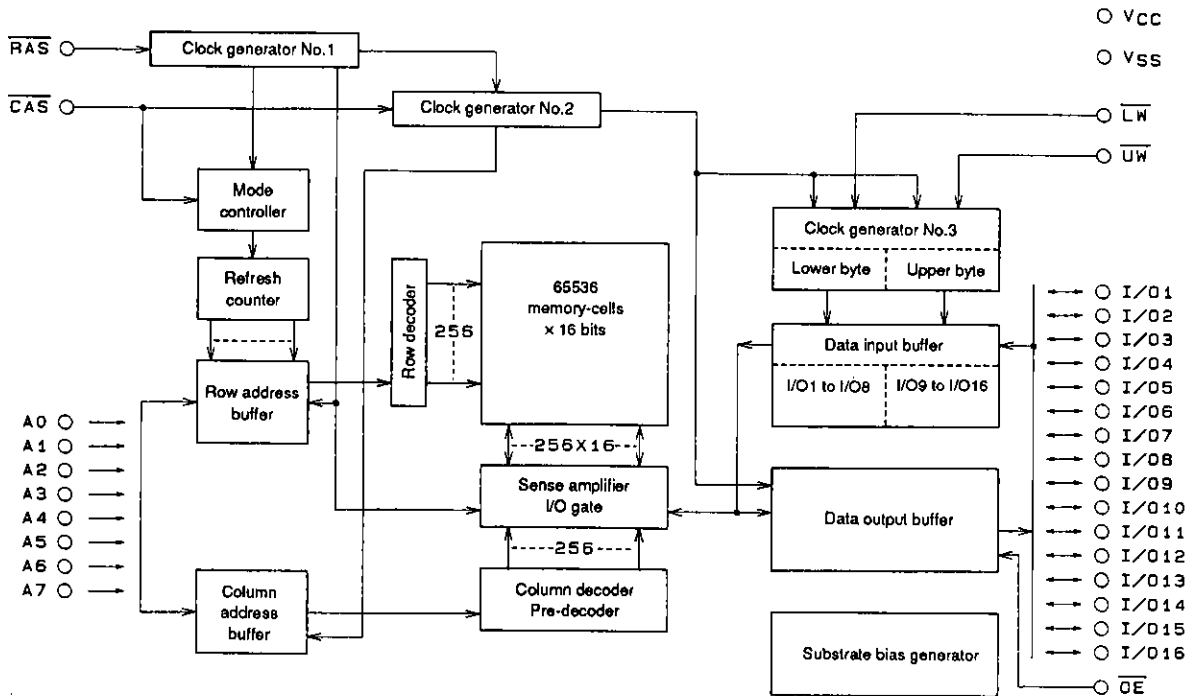 VCC
VSS
RAS
Clock generator No.1
CAS
Clock generator No.2
LW
UW
Mode
controller
Clock generator No.3
Lower byte
Upper byte
Refresh
counter
Row decoder
256
65536
memory-cells
× 16 bits
Data input buffer
I/O1 to I/O8
I/O9 to I/O16
Row address
buffer
256X16
Sense amplifier
I/O gate
Data output buffer
256
Column decoder
Pre-decoder
Column
address
buffer
Substrate bias generator
A0
A1
A2
A3
A4
A5
A6
A7
I/O1
I/O2
I/O3
I/O4
I/O5
I/O6
I/O7
I/O8
I/O9
I/O10
I/O11
I/O12
I/O13
I/O14
I/O15
I/O16
OE